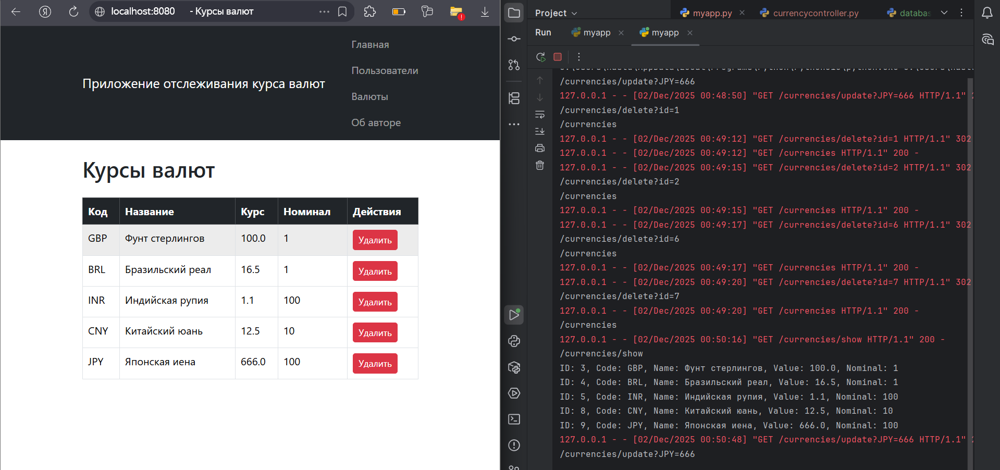 localhost:8080 - Курсы валют
Приложение отслеживания курса валют
Главная
Пользователи
Валюты
Об авторе
Курсы валют
Код Название Курс Номинал Действия
GBP Фунт стерлингов 100.0 1 Удалить
BRL Бразильский реал 16.5 1 Удалить
INR Индийская рупия 1.1 100 Удалить
CNY Китайский юань 12.5 10 Удалить
JPY Японская иена 666.0 100 Удалить
Project myapp.py currencycontroller.py databas
Run myapp myapp
/currencies/update?JPY=666
127.0.0.1 - - [02/Dec/2025 00:48:50] "GET /currencies/update?JPY=666 HTTP/1.1" 2
/currencies/delete?id=1
/currencies
127.0.0.1 - - [02/Dec/2025 00:49:12] "GET /currencies/delete?id=1 HTTP/1.1" 302
127.0.0.1 - - [02/Dec/2025 00:49:12] "GET /currencies HTTP/1.1" 200 -
127.0.0.1 - - [02/Dec/2025 00:49:15] "GET /currencies/delete?id=2 HTTP/1.1" 302
/currencies/delete?id=2
/currencies
127.0.0.1 - - [02/Dec/2025 00:49:15] "GET /currencies HTTP/1.1" 200 -
127.0.0.1 - - [02/Dec/2025 00:49:17] "GET /currencies/delete?id=6 HTTP/1.1" 302
/currencies/delete?id=6
/currencies
127.0.0.1 - - [02/Dec/2025 00:49:17] "GET /currencies HTTP/1.1" 200 -
127.0.0.1 - - [02/Dec/2025 00:49:20] "GET /currencies/delete?id=7 HTTP/1.1" 302
/currencies/delete?id=7
127.0.0.1 - - [02/Dec/2025 00:49:20] "GET /currencies HTTP/1.1" 200 -
/currencies
127.0.0.1 - - [02/Dec/2025 00:50:16] "GET /currencies/show HTTP/1.1" 200 -
/currencies/show
ID: 3, Code: GBP, Name: Фунт стерлингов, Value: 100.0, Nominal: 1
ID: 4, Code: BRL, Name: Бразильский реал, Value: 16.5, Nominal: 1
ID: 5, Code: INR, Name: Индийская рупия, Value: 1.1, Nominal: 100
ID: 8, Code: CNY, Name: Китайский юань, Value: 12.5, Nominal: 10
ID: 9, Code: JPY, Name: Японская иена, Value: 666.0, Nominal: 100
127.0.0.1 - - [02/Dec/2025 00:50:48] "GET /currencies/update?JPY=666 HTTP/1.1" 2
/currencies/update?JPY=666